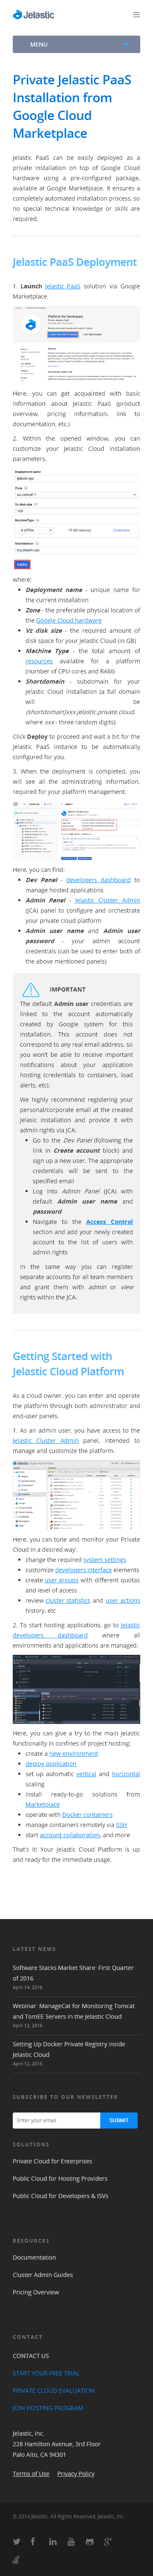 Jelastic
MENU
Private Jelastic PaaS
Installation from
Google Cloud
Marketplace
Jelastic PaaS can be easily deployed as a
private installation on top of Google Cloud
Hardware using a pre-configured package,
available at Google Marketplace. It ensures a
completely automated installation process, so
no special technical knowledge or skills are
required.
Jelastic PaaS Deployment
1. Launch Jelastic PaaS solution via Google
Marketplace.
Here, you can get acquainted with basic
information about Jelastic PaaS (product
overview, pricing information, link to
documentation, etc.)
2. Within the opened window, you can
customize your Jelastic Cloud installation
parameters.
Deployment name
Zone
us-central1-f
MachineType
Customize
Shortdomain
Deploy
where:
Deployment name - unique name for
the current installation
Zone - the preferable physical location of
the Google Cloud hardware
Vz disk size - the required amount of
disk space for your Jelastic Cloud (in GB)
Machine Type - the total amount of
resources available for a platform
(number of CPU cores and RAM)
Shortdomain - subdomain for your
Jelastic Cloud installation (a full name
will be
{shortdomain}xxx.jelastic.private.cloud,
where xxx - three random digits)
Click Deploy to proceed and wait a bit for the
Jelastic PaaS instance to be automatically
configured for you.
3. When the deployment is completed, you
will see all the connecting information
required for platform management.
Here, you can find:
Dev Panel - developers dashboard to
manage hosted applications
Admin Panel - Jelastic Cluster Admin
(JCA) panel to configure and orchestrate
your private cloud platform
Admin user name and Admin user
password - your admin account
credentials (can be used to enter both of
the above mentioned panels)
IMPORTANT
The default Admin user credentials are
linked to the account automatically
created by Google system for this
installation. This account does not
correspond to any real email address, so
you won't be able to receive important
notifications about your application
hosting (credentials to containers, load
alerts, etc).
We highly recommend registering your
personal/corporate email at the created
Jelasic installation and provide it with
admin rights via JCA:
Go to the Dev Panel (following the
link in Create account block) and
sign up a new user. The appropriate
credentials will be sent to the
specified email
Log into Admin Panel (JCA) with
default Admin user name and
password
Navigate to the Access Control
section and add your newly created
account to the list of users with
admin rights
In the same way you can register
separate accounts for all team members
and grant them with admin or view
rights within the JCA.
Getting Started with
Jelastic Cloud Platform
As a cloud owner, you can enter and operate
the platform through both administration
and end-user panels.
1. As an admin user, you have access to the
Jelastic Cluster Admin panel, intended to
manage and customize the platform.
Here, you can tune and monitor your Private
Cloud in a detailed way:
change the required system settings
customize developers interface elements
create user groups with different quotas
and level of access
review cluster statistics and user actions
history, etc
2. To start hosting applications, go to Jelastic
developers dashboard where all
environments and applications are managed.
Here, you can give a try to the main Jelastic
functionality in confines of project hosting:
create a new environment
deploy application
set up automatic vertical and horizontal
scaling
install ready-to-go solutions from
Marketplace
operate with Docker containers
manage containers remotely via SSH
start account collaboration, and more
That's it! Your Jelastic Cloud Platform is up
and ready for the immediate usage.
LATEST NEWS
Software Stacks Market Share: First Quarter
of 2016
April 14, 2016
Webinar: ManageCat for Monitoring Tomcat
and TomEE Servers in the Jelastic Cloud
April 12, 2016
Setting Up Docker Private Registry inside
Jelastic Cloud
April 12, 2016
SUBSCRIBE TO OUR NEWSLETTER
Enter your email
SUBMIT
SOLUTIONS
Private Cloud for Enterprises
Public Cloud for Hosting Providers
Public Cloud for Developers & ISVs
RESOURCES
Documentation
Cluster Admin Guides
Pricing Overview
CONTACT
CONTACT US
START YOUR FREE TRIAL
PRIVATE CLOUD EVALUATION
JOIN HOSTING PROGRAM
Jelastic, Inc.
228 Hamilton Avenue, 3rd Floor
Palo Alto, CA 94301
Terms of Use Privacy Policy
© 2014 Jelastic. All Rights Reserved, Jelastic, Inc.